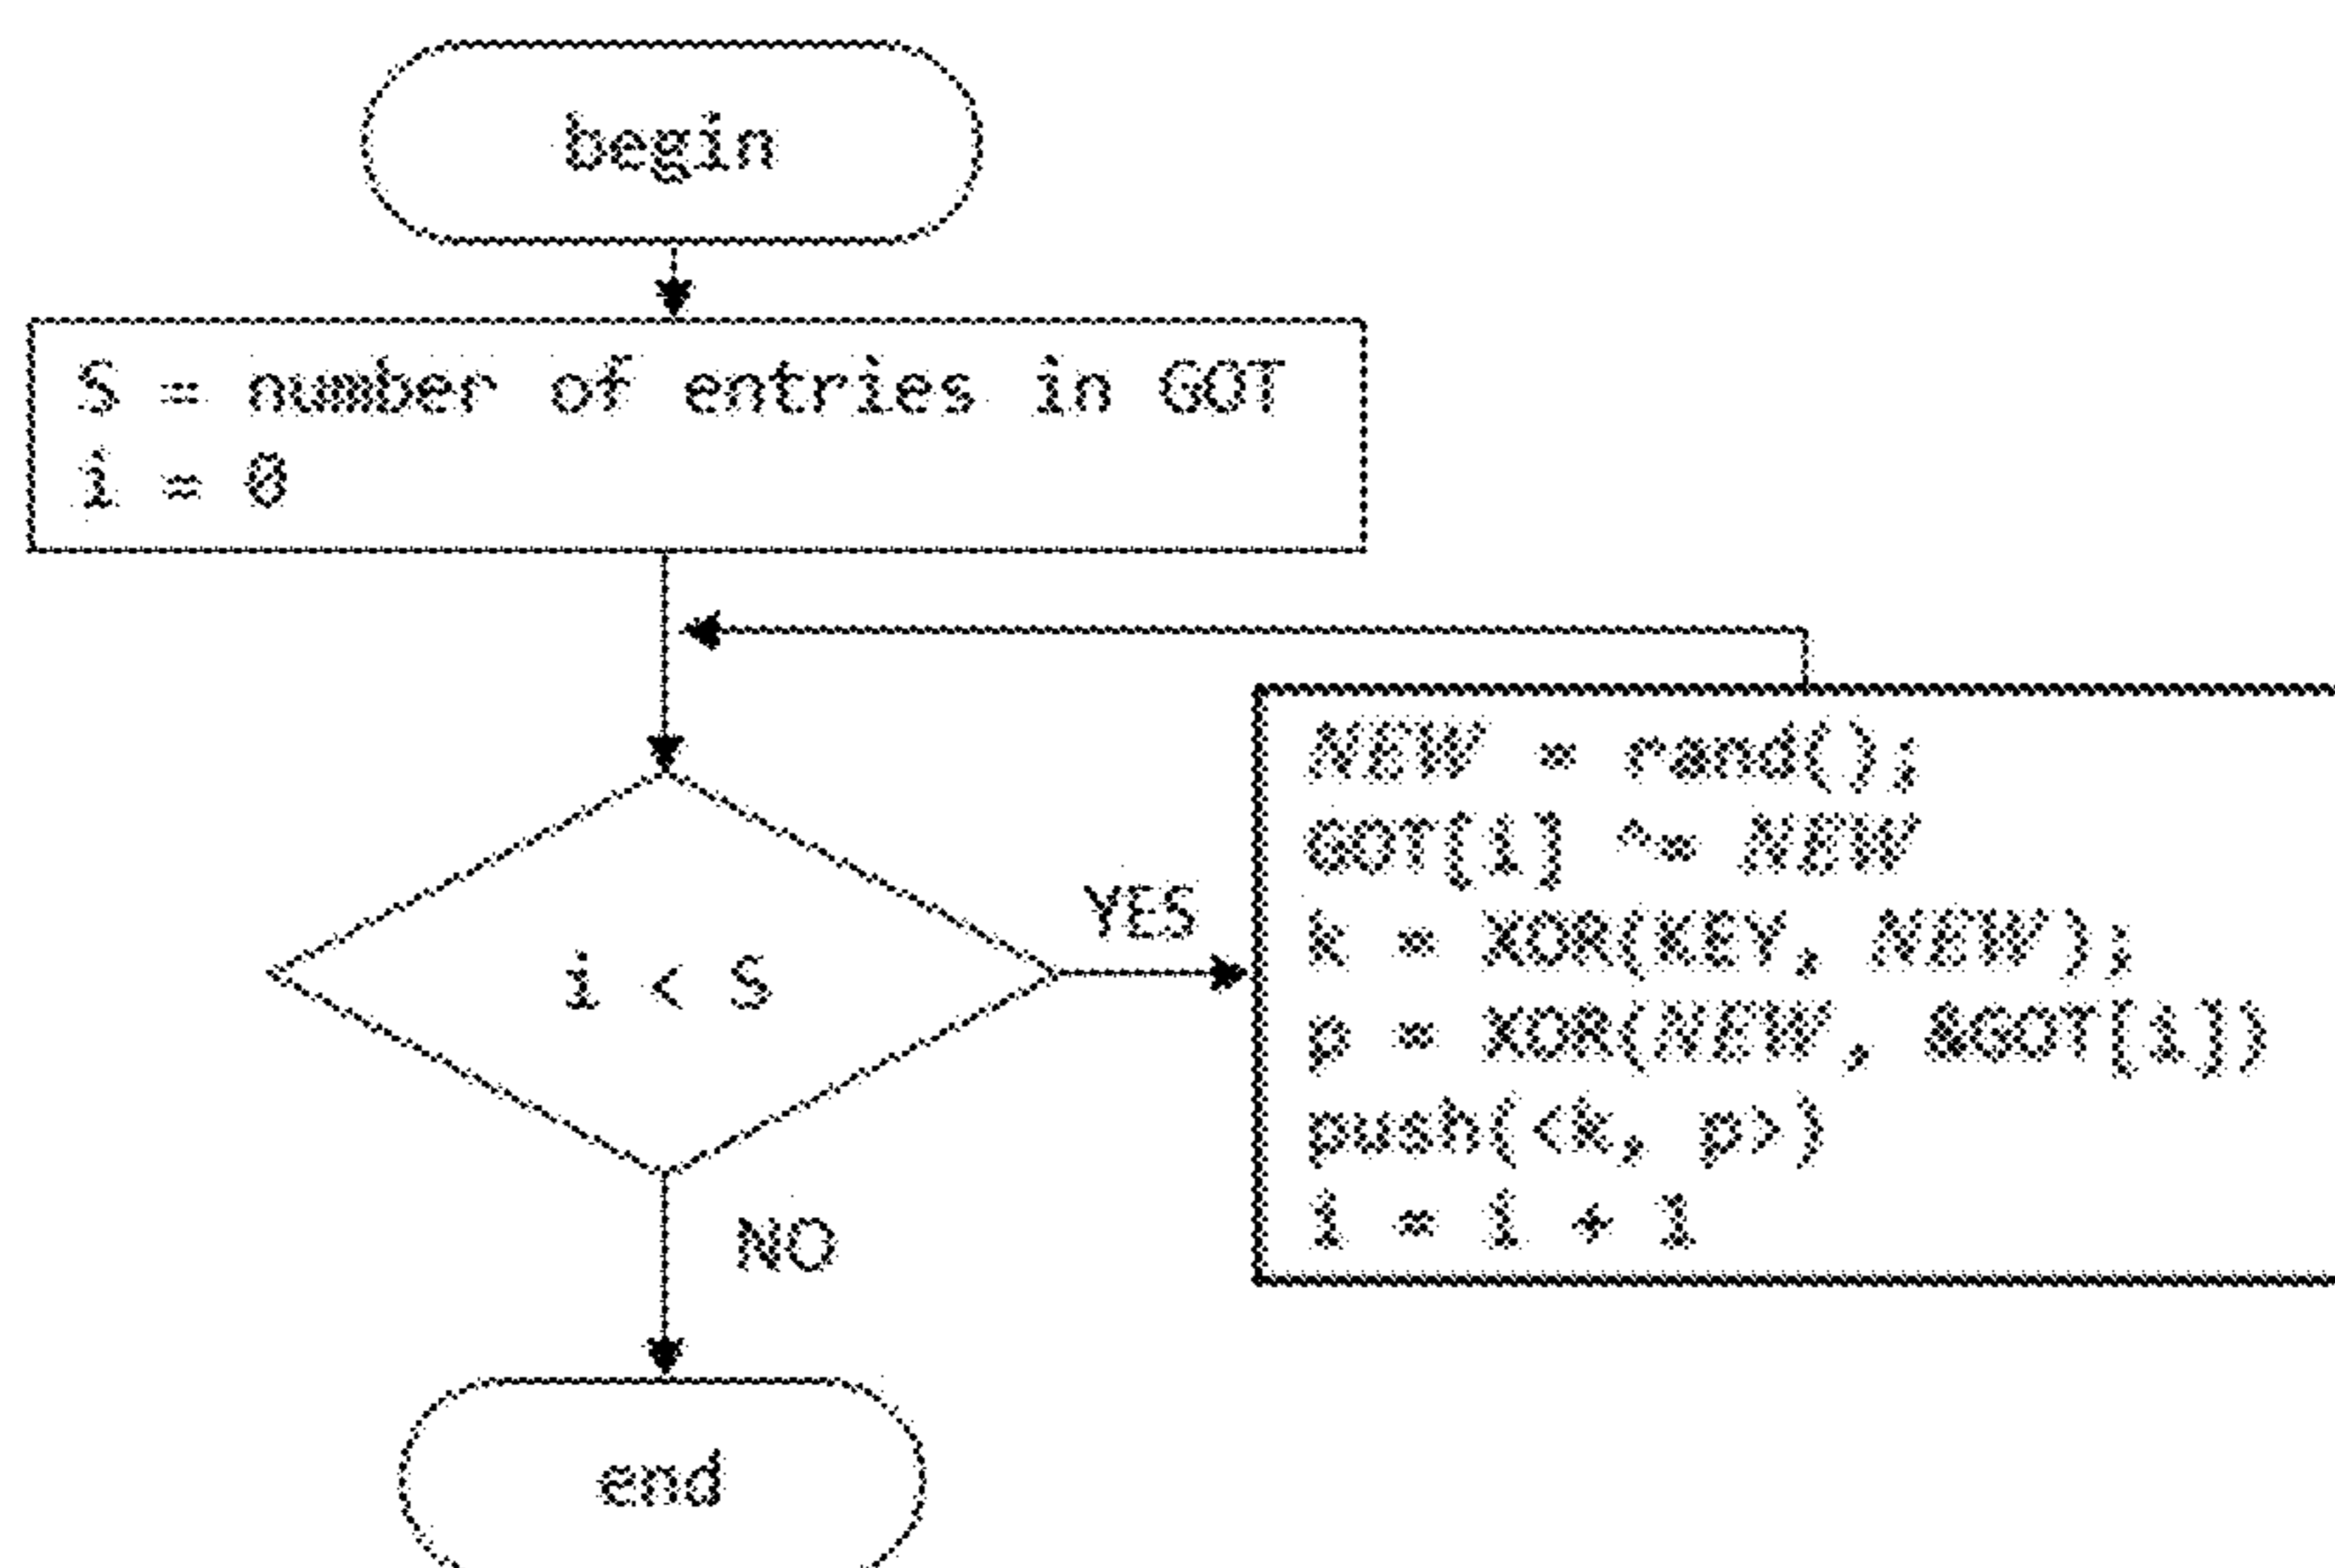 begin
S = number of entries in GOT
i = 0
i < S
YES
NEW = rand();
GOT[i] ^= NEW
k = XOR(KEY, NEW);
p = XOR(NEW, &GOT[i])
push(<k, p>)
i = i + 1
NO
end